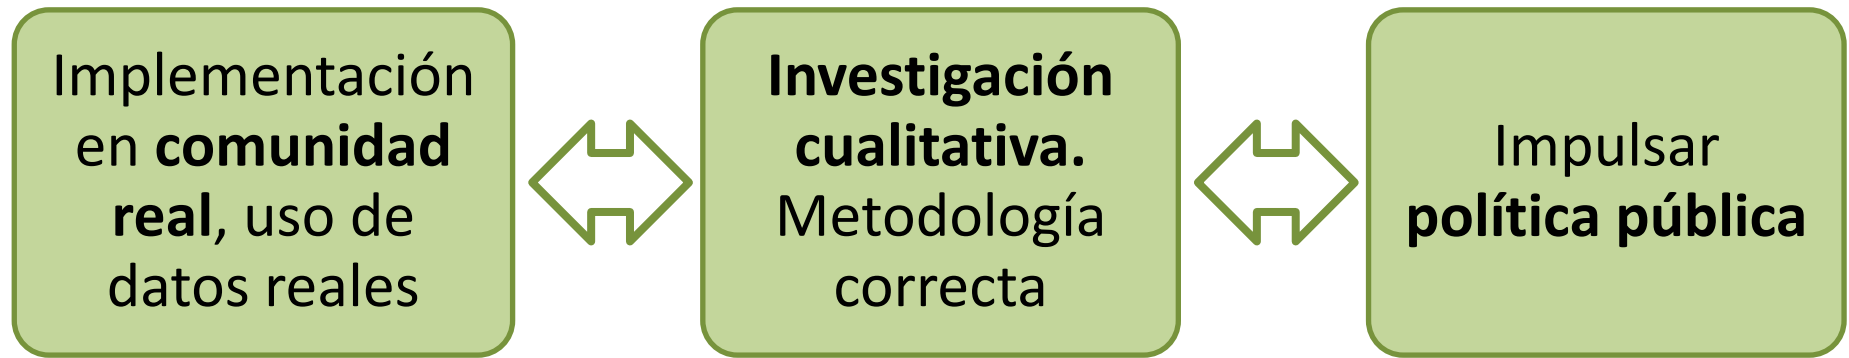 Implementación
en comunidad
real, uso de
datos reales
Investigación
cualitativa.
Metodología
correcta
Impulsar
política pública